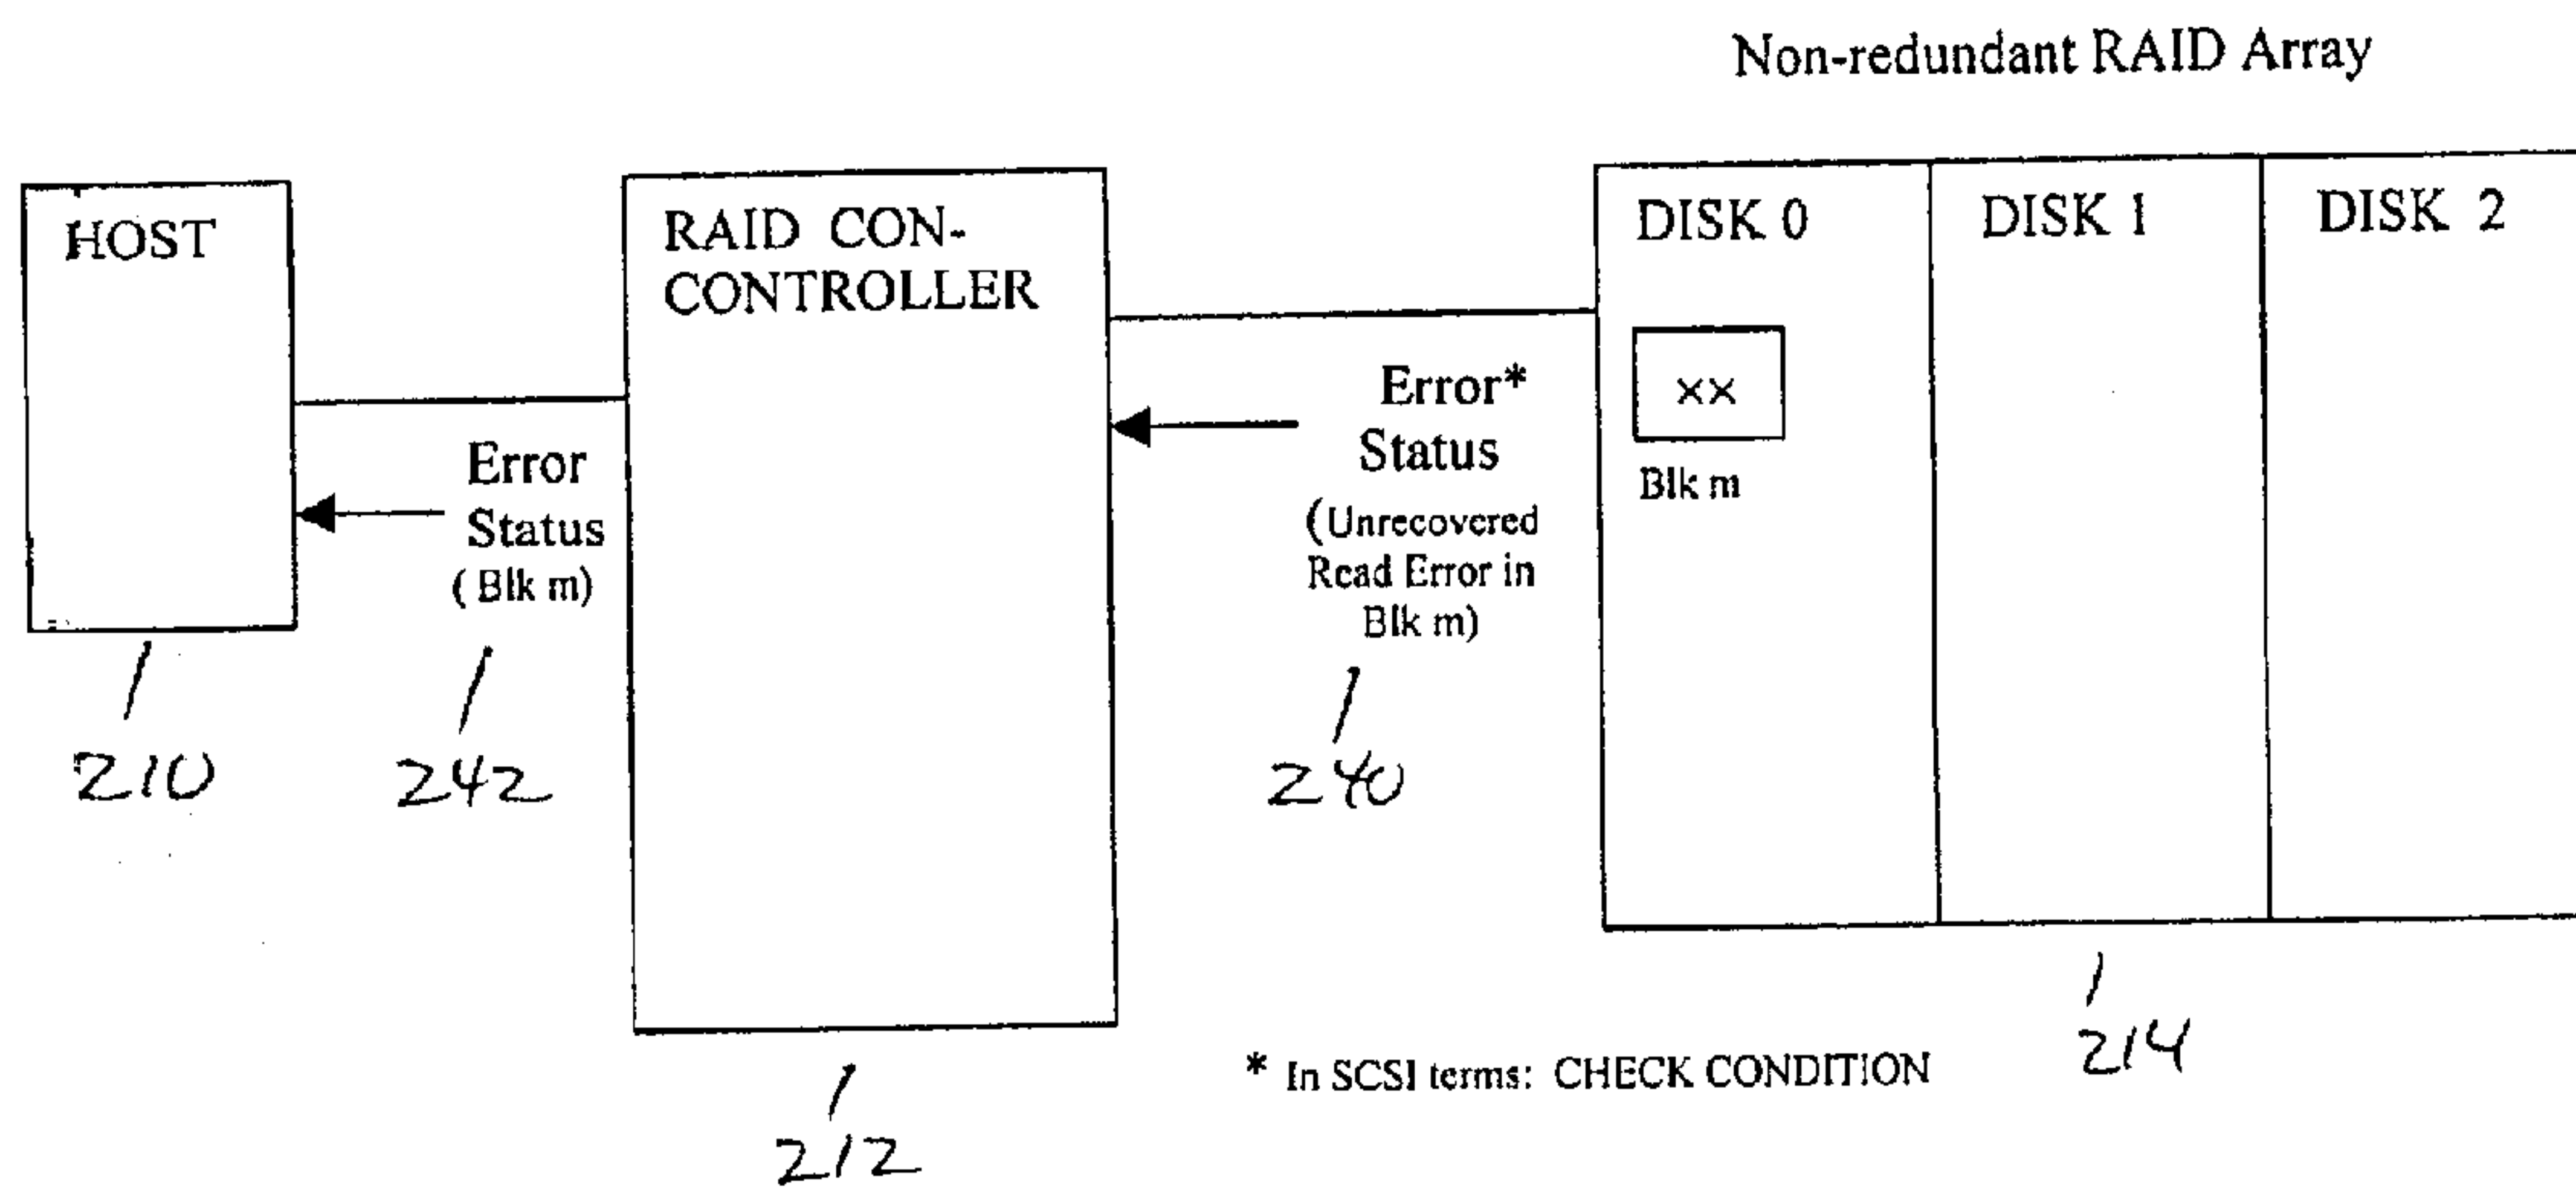 Non-redundant RAID Array
HOST
RAID CON-
CONTROLLER
DISK 0
DISK 1
DISK 2
Error
Status
( Blk m)
Error*
Status
(Unrecovered
Read Error in
Blk m)
××
Blk m
210
242
240
214
212
* In SCSI terms: CHECK CONDITION